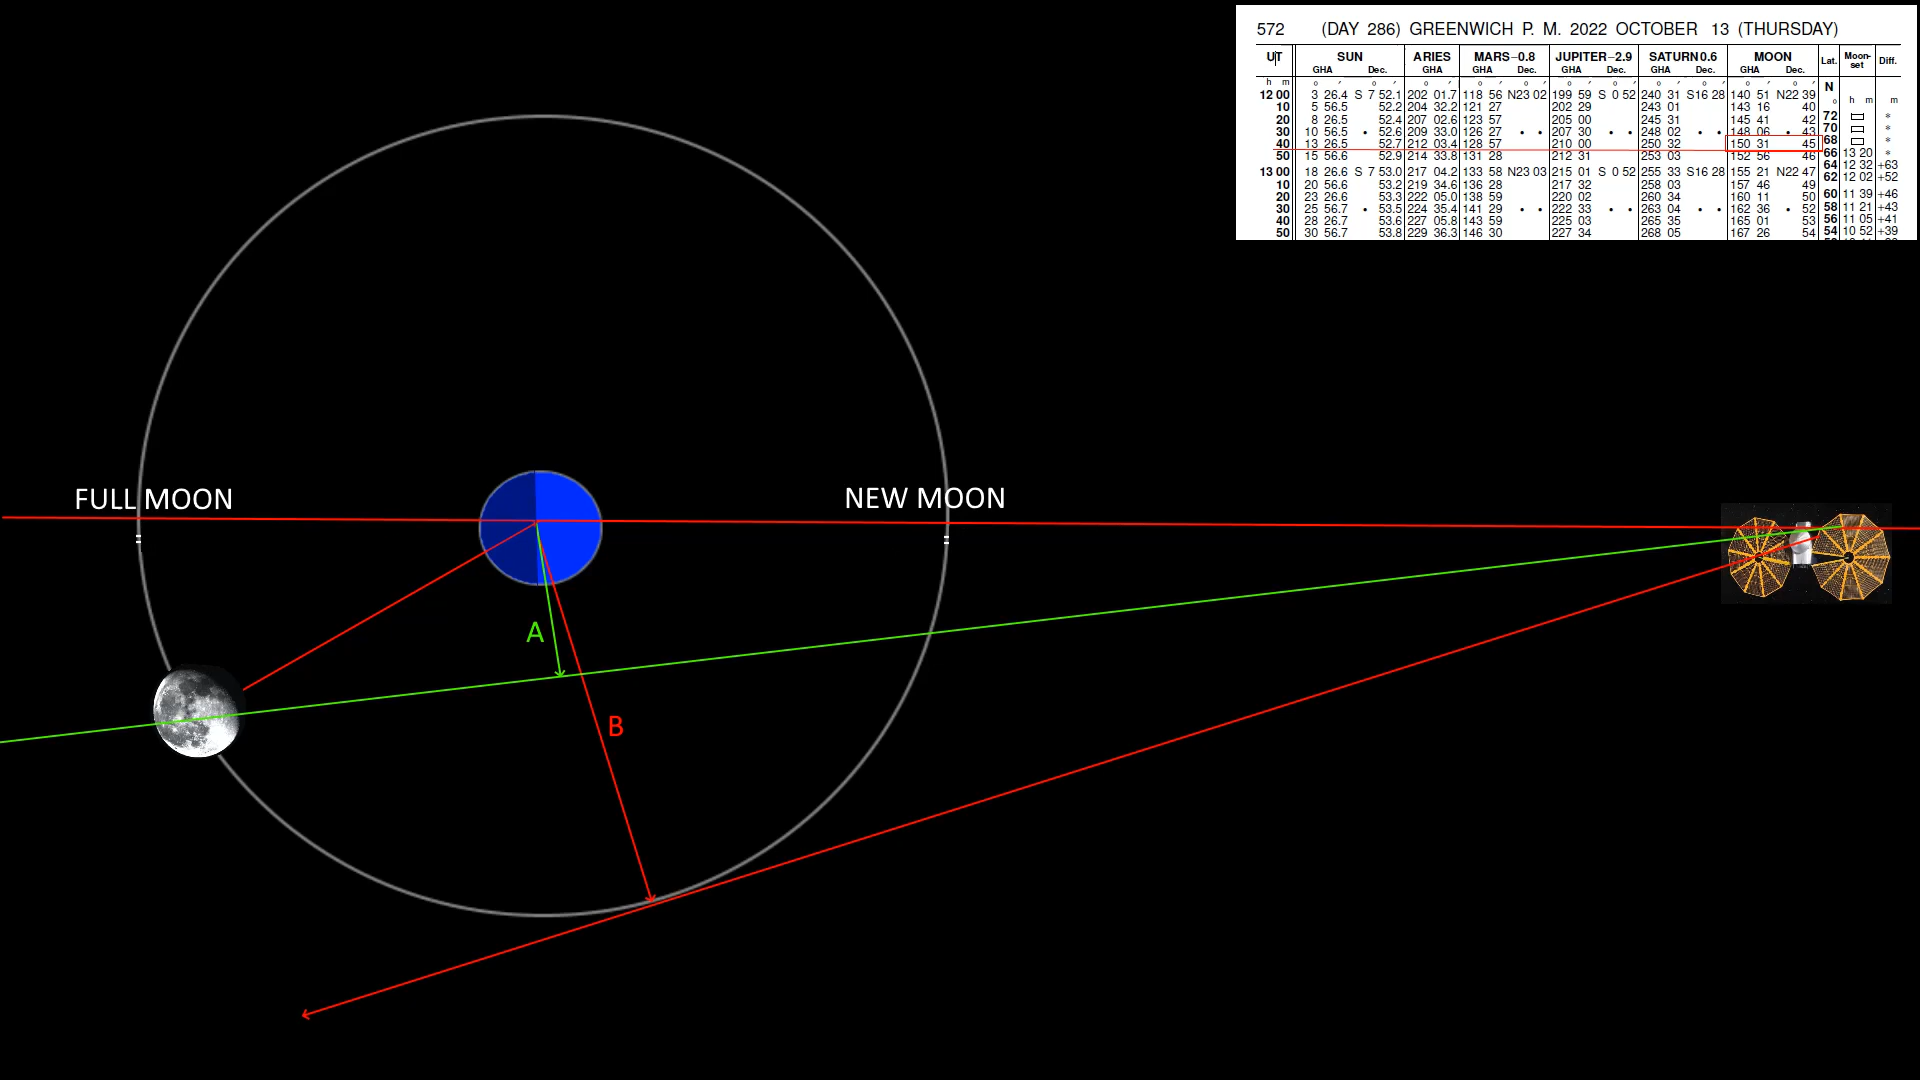 572 (DAY 286) GREENWICH P. M. 2022 OCTOBER 13 (THURSDAY)
UT SUN ARIES MARS−0.8 JUPITER−2.9 SATURN 0.6 MOON Lat. Moon-set Diff.
GHA Dec. GHA GHA Dec. GHA Dec. GHA Dec. GHA Dec.
h m ° ′ ° ′ ° ′ ° ′ ° ′ ° ′ ° ′ ° ′ ° ′ ° ′ ° ′ N
° h m m
12 00 3 26.4 S 7 52.1 202 01.7 118 56 N23 02 199 59 S 0 52 240 31 S16 28 140 51 N22 39
10 5 56.5 52.2 204 32.2 121 27 202 29 243 01 143 16 40
20 8 26.5 52.4 207 02.6 123 57 205 00 245 31 145 41 42 72 *
30 10 56.5 • 52.6 209 33.0 126 27 • • 207 30 • • 248 02 • • 148 06 • 43 70 *
40 13 26.5 52.7 212 03.4 128 57 210 00 250 32 150 31 45 68 *
50 15 56.6 52.9 214 33.8 131 28 212 31 253 03 152 56 46 66 13 20 *
64 12 32 +63
13 00 18 26.6 S 7 53.0 217 04.2 133 58 N23 03 215 01 S 0 52 255 33 S16 28 155 21 N22 47 62 12 02 +52
10 20 56.6 53.2 219 34.6 136 28 217 32 258 03 157 46 49 60 11 39 +46
20 23 26.6 53.3 222 05.0 138 59 220 02 260 34 160 11 50
30 25 56.7 • 53.5 224 35.4 141 29 • • 222 33 • • 263 04 • • 162 36 • 52 58 11 21 +43
40 28 26.7 53.6 227 05.8 143 59 225 03 265 35 165 01 53 56 11 05 +41
50 30 56.7 53.8 229 36.3 146 30 227 34 268 05 167 26 54 54 10 52 +39
FULL MOON
NEW MOON
A
B